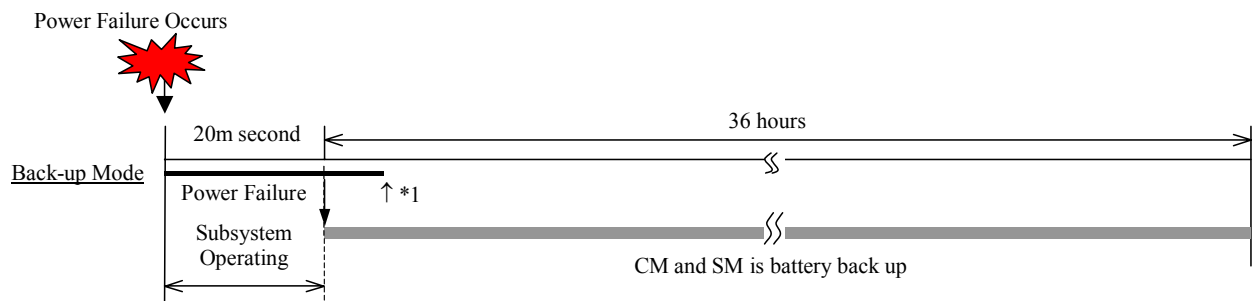 Power Failure Occurs
20m second
36 hours
Back-up Mode
Power Failure
↑ *1
Subsystem
Operating
CM and SM is battery back up